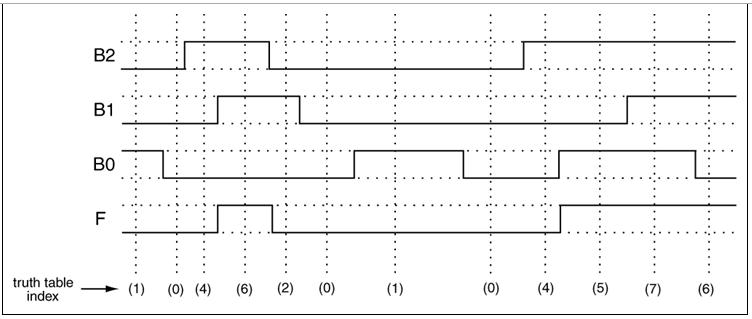 B2
B1
B0
F
truth table
index
(1) (0) (4) (6) (2) (0) (1) (0) (4) (5) (7) (6)